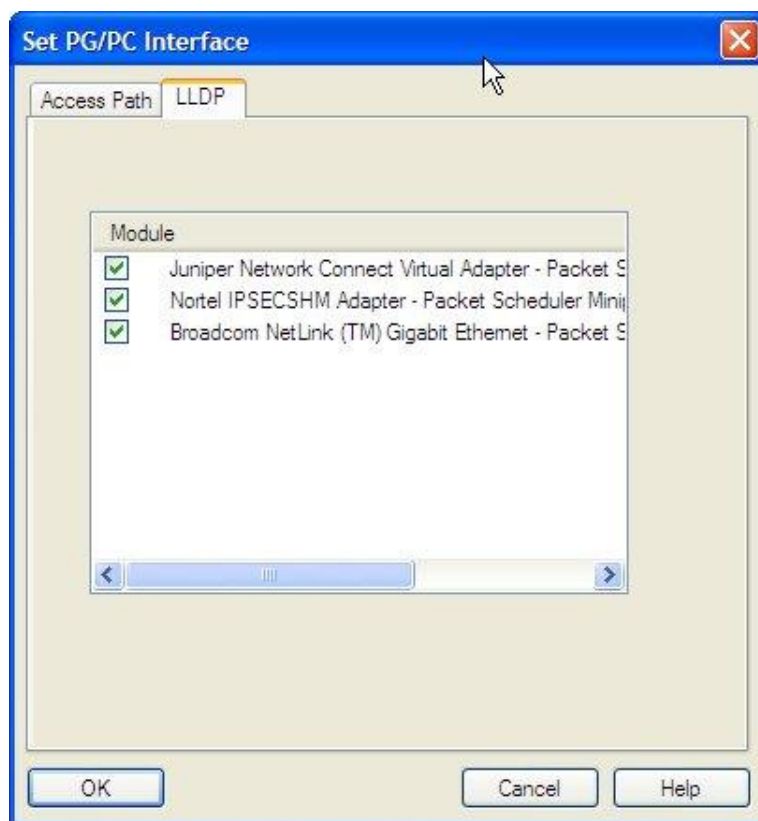 Set PG/PC Interface
Access Path LLDP
Module
Juniper Network Connect Virtual Adapter - Packet S
Nortel IPSECSHM Adapter - Packet Scheduler Mini
Broadcom NetLink (TM) Gigabit Ethernet - Packet S
OK Cancel Help